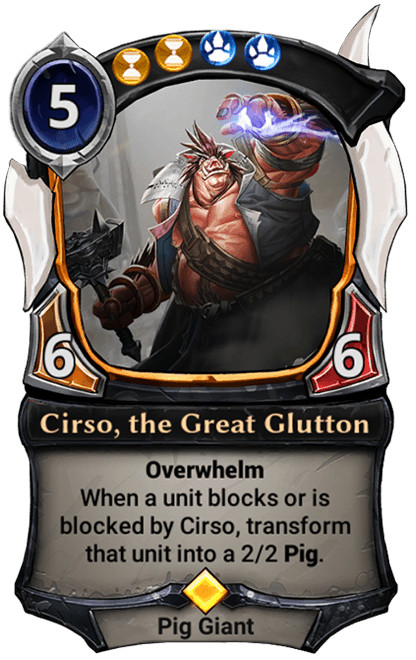 5
6
6
Cirso, the Great Glutton
Overwhelm
When a unit blocks or is
blocked by Cirso, transform
that unit into a 2/2 Pig.
Pig Giant